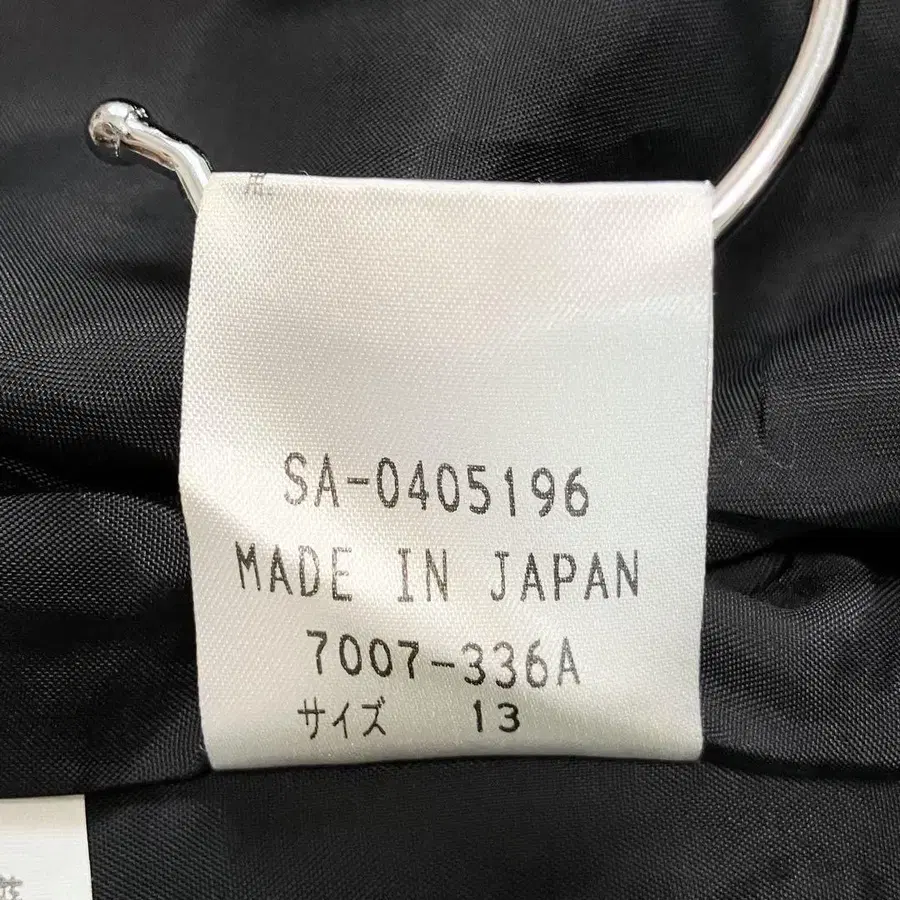 SA-0405196
MADE IN JAPAN
7007-336A
サイズ 13